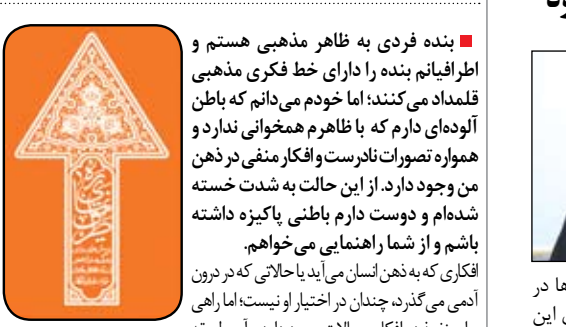 ■ بنده فردی به ظاهر مذهبی هستم و
اطرافیانم بنده را دارای خط فکری مذهبی
قلمداد می‌کنند؛ اما خودم می‌دانم که باطن
آلوده‌ای دارم که با ظاهرم همخوانی ندارد و
همواره تصورات نادرست و افکار منفی در ذهن
من وجود دارد. از این حالت به شدت خسته
شده‌ام و دوست دارم باطنی پاکیزه داشته
باشم و از شما راهنمایی می‌خواهم.
افکاری که به ذهن انسان می‌آید یا حالاتی که در درون
آدمی می‌گذرد، چندان در اختیار او نیست؛ اما راهی
ها در
این